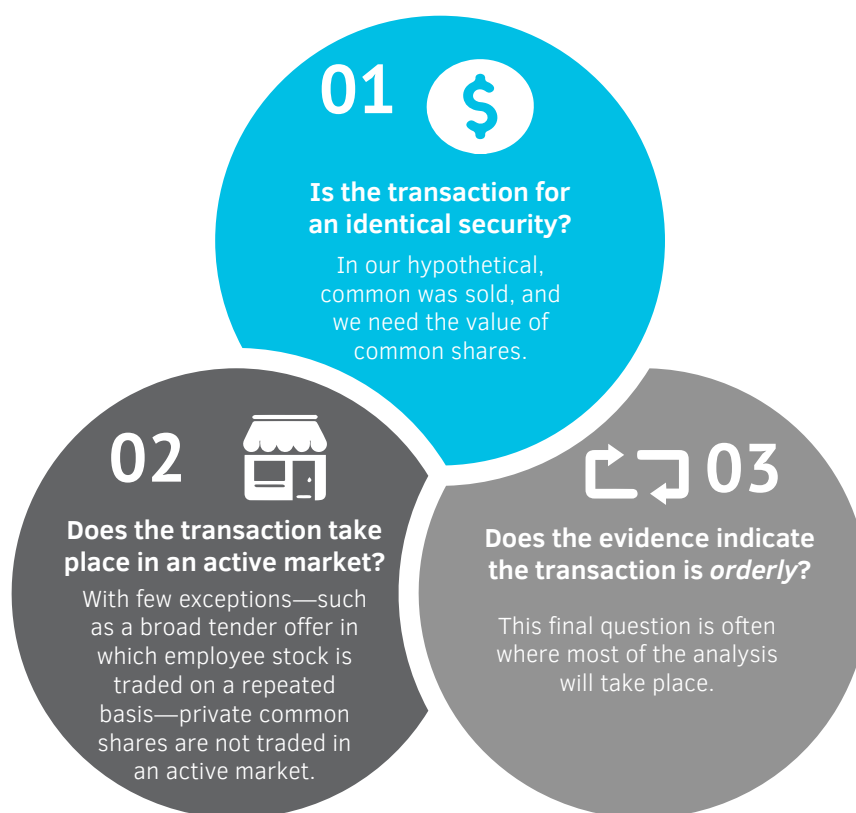 01
$
Is the transaction for
an identical security?
In our hypothetical,
common was sold, and
we need the value of
common shares.
02
Does the transaction take
place in an active market?
With few exceptions—such
as a broad tender offer in
which employee stock is
traded on a repeated
basis—private common
shares are not traded in
an active market.
03
Does the evidence indicate
the transaction is orderly?
This final question is often
where most of the analysis
will take place.